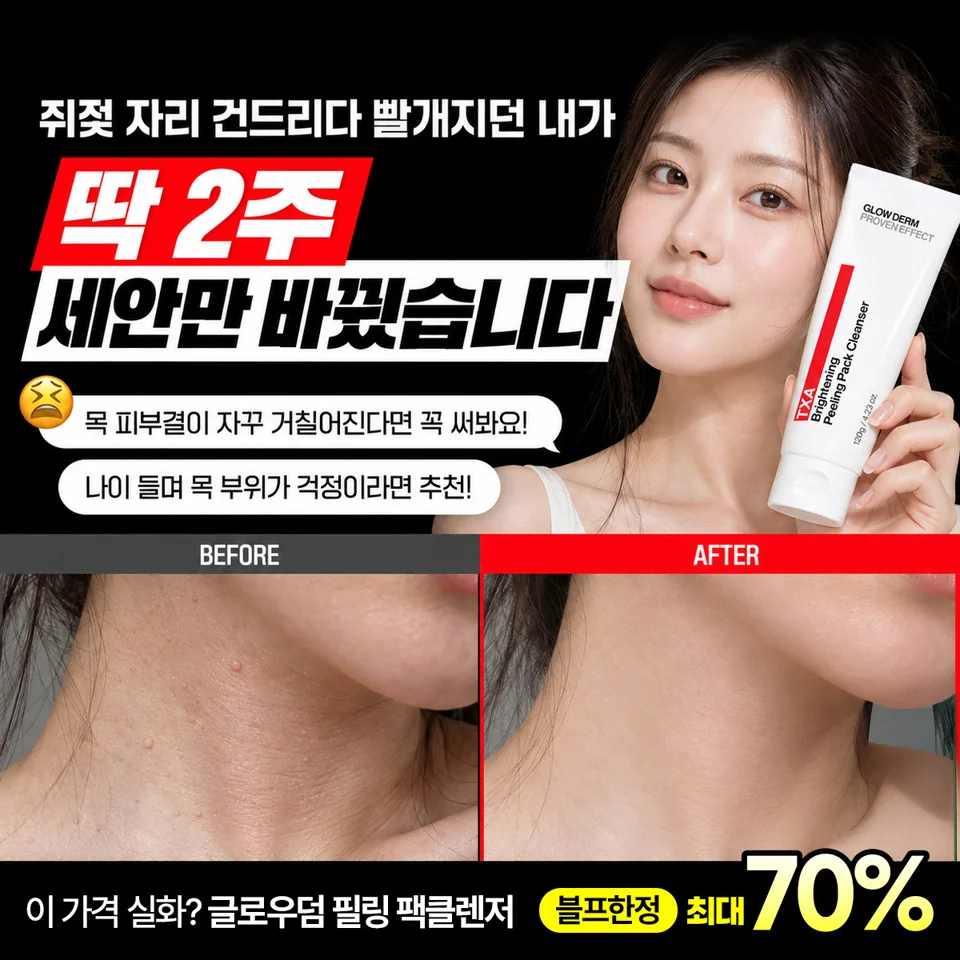 쥐젖 자리 건드리다 빨개지던 내가
딱 2주
세안만 바꿨습니다
목 피부결이 자꾸 거칠어진다면 꼭 써봐요!
나이 들며 목 부위가 걱정이라면 추천!
GLOW DERM
PROVEN EFFECT
TXA
Brightening
Peeling Pack Cleanser
120g / 4.23 oz.
BEFORE
AFTER
이 가격 실화? 글로우덤 필링 팩클렌저
블프한정
최대 70%